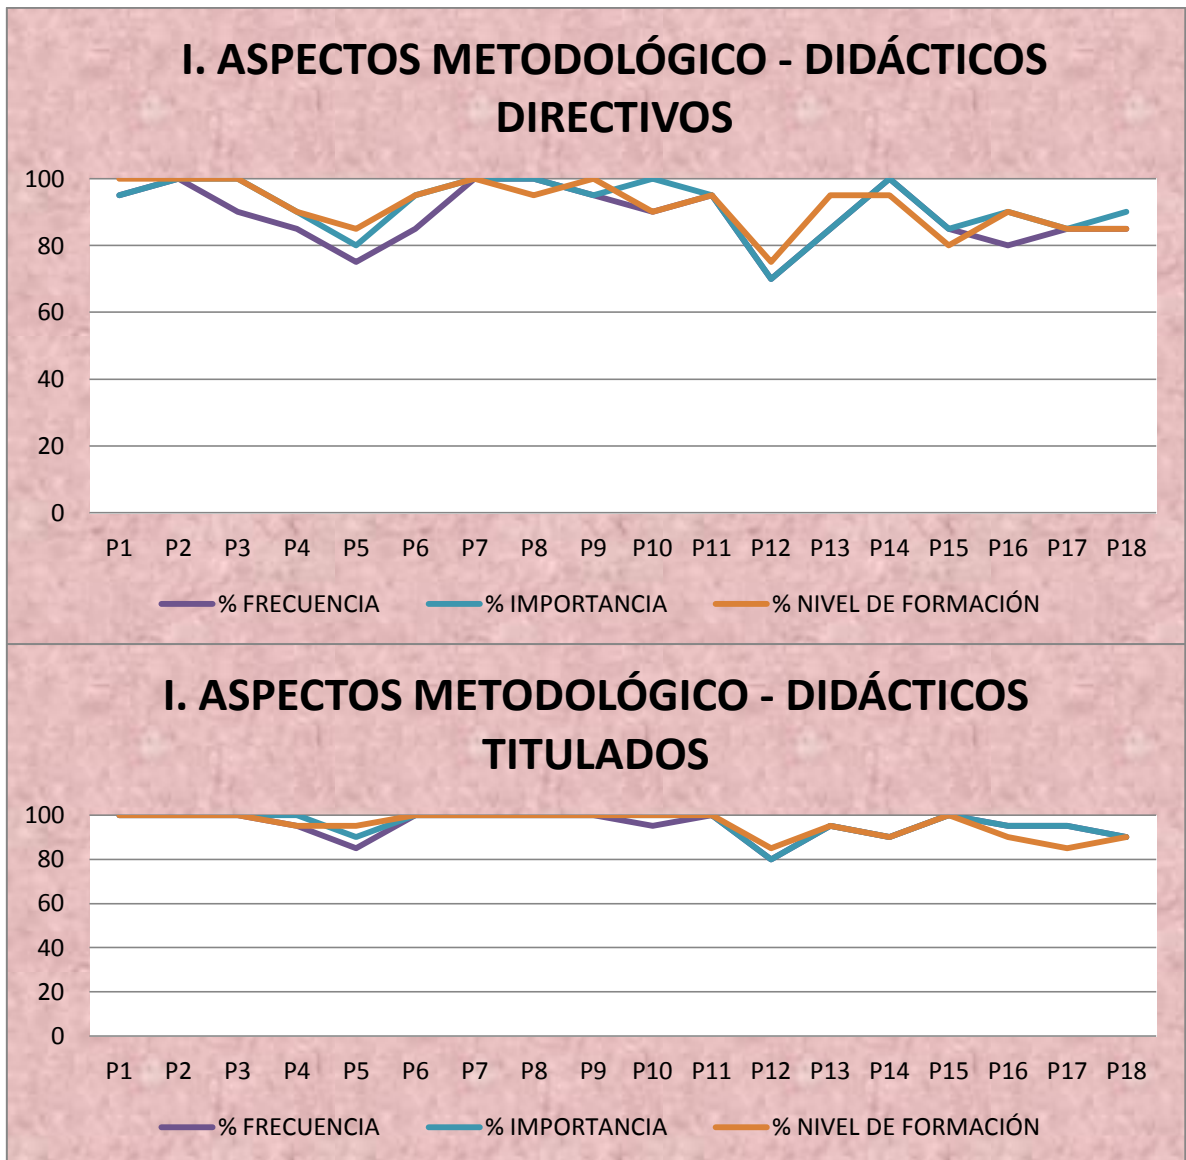 I. ASPECTOS METODOLÓGICO - DIDÁCTICOS
DIRECTIVOS
100
80
60
40
20
0
P1 P2 P3 P4 P5 P6 P7 P8 P9 P10 P11 P12 P13 P14 P15 P16 P17 P18
% FRECUENCIA % IMPORTANCIA % NIVEL DE FORMACIÓN
I. ASPECTOS METODOLÓGICO - DIDÁCTICOS
TITULADOS
100
80
60
40
20
0
P1 P2 P3 P4 P5 P6 P7 P8 P9 P10 P11 P12 P13 P14 P15 P16 P17 P18
% FRECUENCIA % IMPORTANCIA % NIVEL DE FORMACIÓN